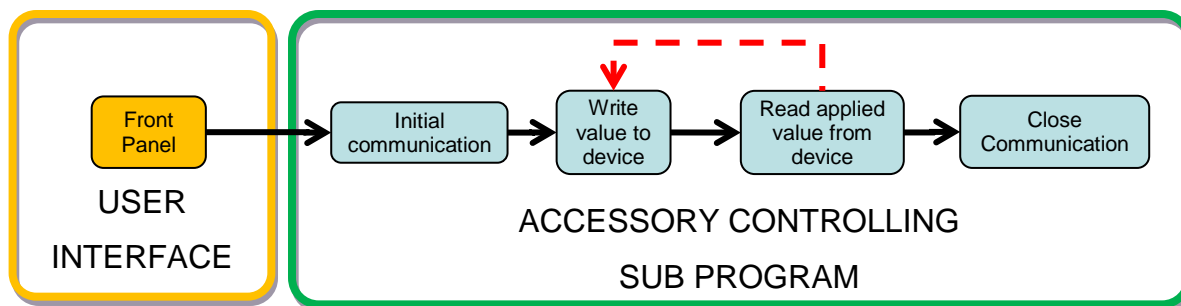 Front
Panel
USER
INTERFACE
Initial
communication
Write
value to
device
Read applied
value from
device
Close
Communication
ACCESSORY CONTROLLING
SUB PROGRAM